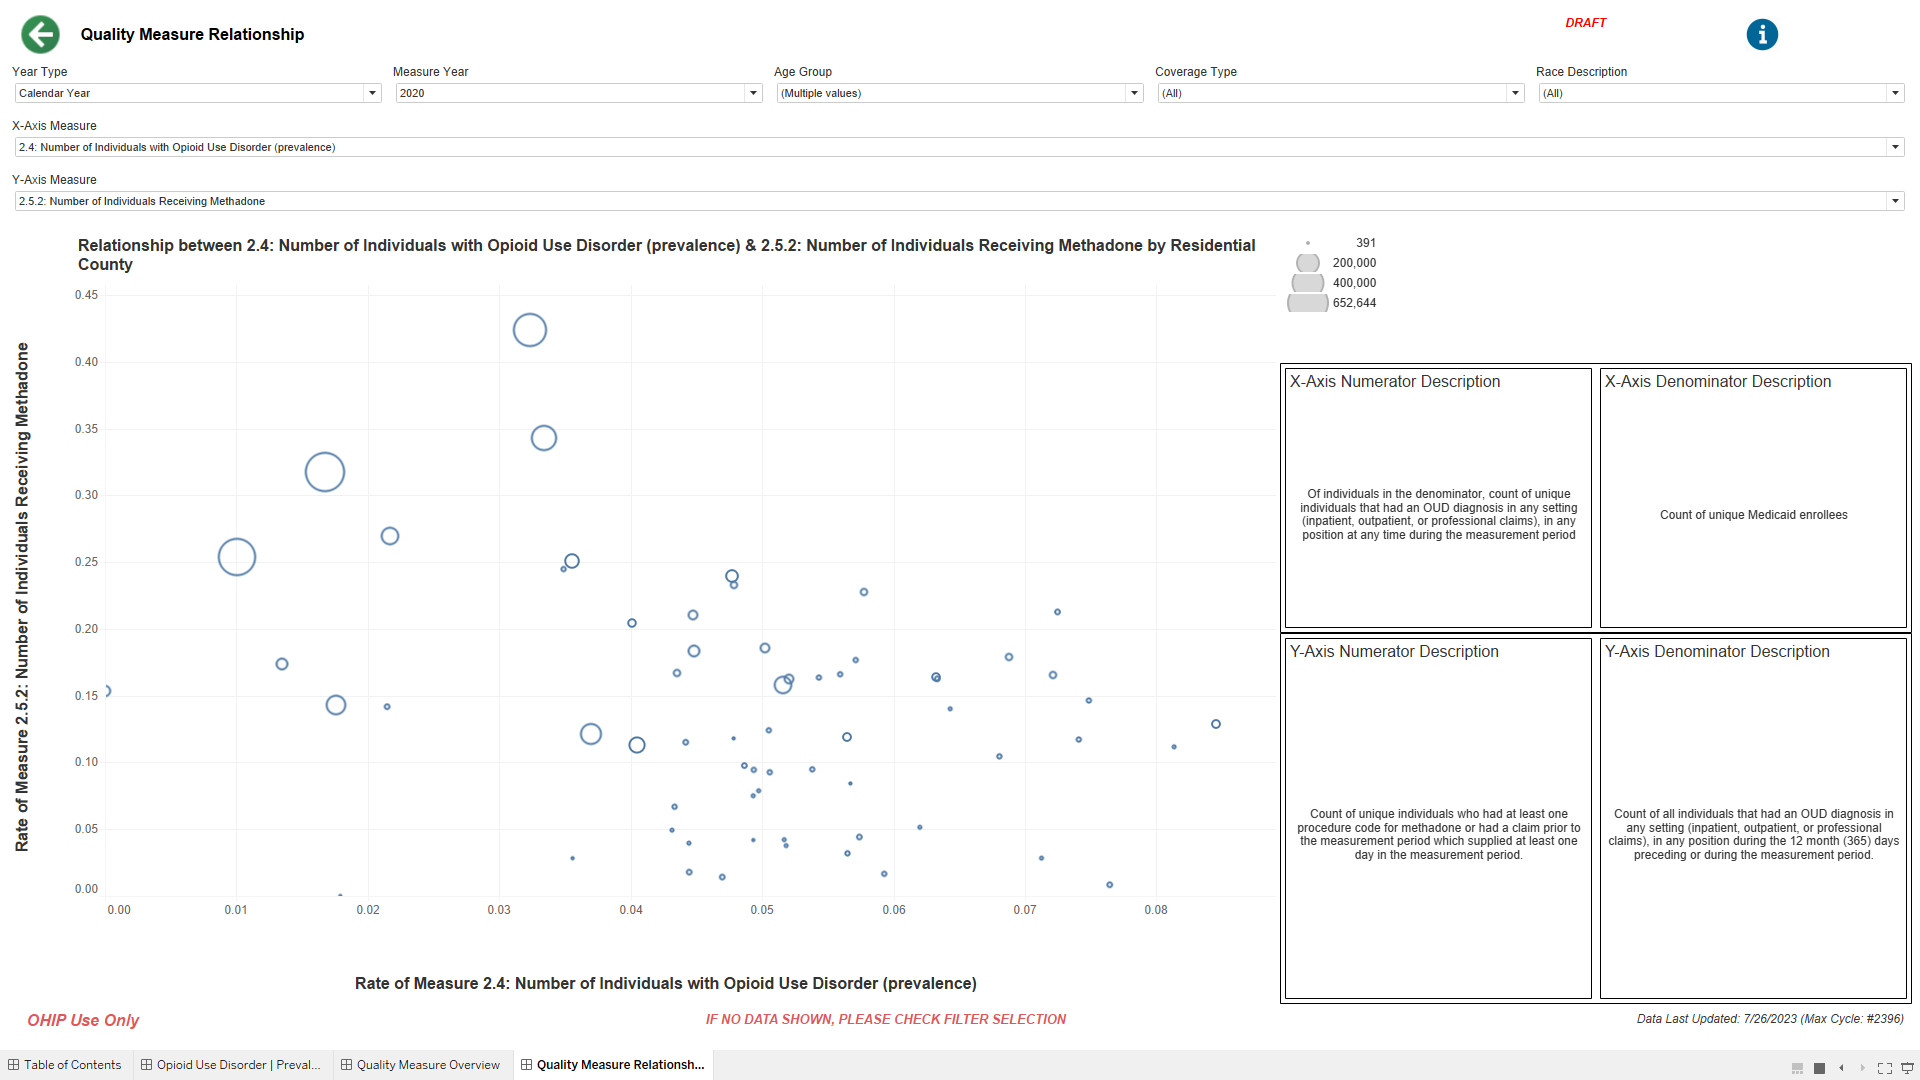 Quality Measure Relationship
DRAFT
Year Type
Measure Year
Age Group
Coverage Type
Race Description
Calendar Year
2020
(Multiple values)
(All)
(All)
X-Axis Measure
2.4: Number of Individuals with Opioid Use Disorder (prevalence)
Y-Axis Measure
2.5.2: Number of Individuals Receiving Methadone
Relationship between 2.4: Number of Individuals with Opioid Use Disorder (prevalence) & 2.5.2: Number of Individuals Receiving Methadone by Residential
County
391
200,000
400,000
652,644
Rate of Measure 2.5.2: Number of Individuals Receiving Methadone
0.45
0.40
0.35
0.30
0.25
0.20
0.15
0.10
0.05
0.00
0.00
0.01
0.02
0.03
0.04
0.05
0.06
0.07
0.08
Rate of Measure 2.4: Number of Individuals with Opioid Use Disorder (prevalence)
X-Axis Numerator Description
Of individuals in the denominator, count of unique
individuals that had an OUD diagnosis in any setting
(inpatient, outpatient, or professional claims), in any
position at any time during the measurement period
X-Axis Denominator Description
Count of unique Medicaid enrollees
Y-Axis Numerator Description
Count of unique individuals who had at least one
procedure code for methadone or had a claim prior to
the measurement period which supplied at least one
day in the measurement period.
Y-Axis Denominator Description
Count of all individuals that had an OUD diagnosis in
any setting (inpatient, outpatient, or professional
claims), in any position during the 12 month (365) days
preceding or during the measurement period.
OHIP Use Only
IF NO DATA SHOWN, PLEASE CHECK FILTER SELECTION
Data Last Updated: 7/26/2023 (Max Cycle: #2396)
Table of Contents
Opioid Use Disorder | Preval...
Quality Measure Overview
Quality Measure Relationsh...